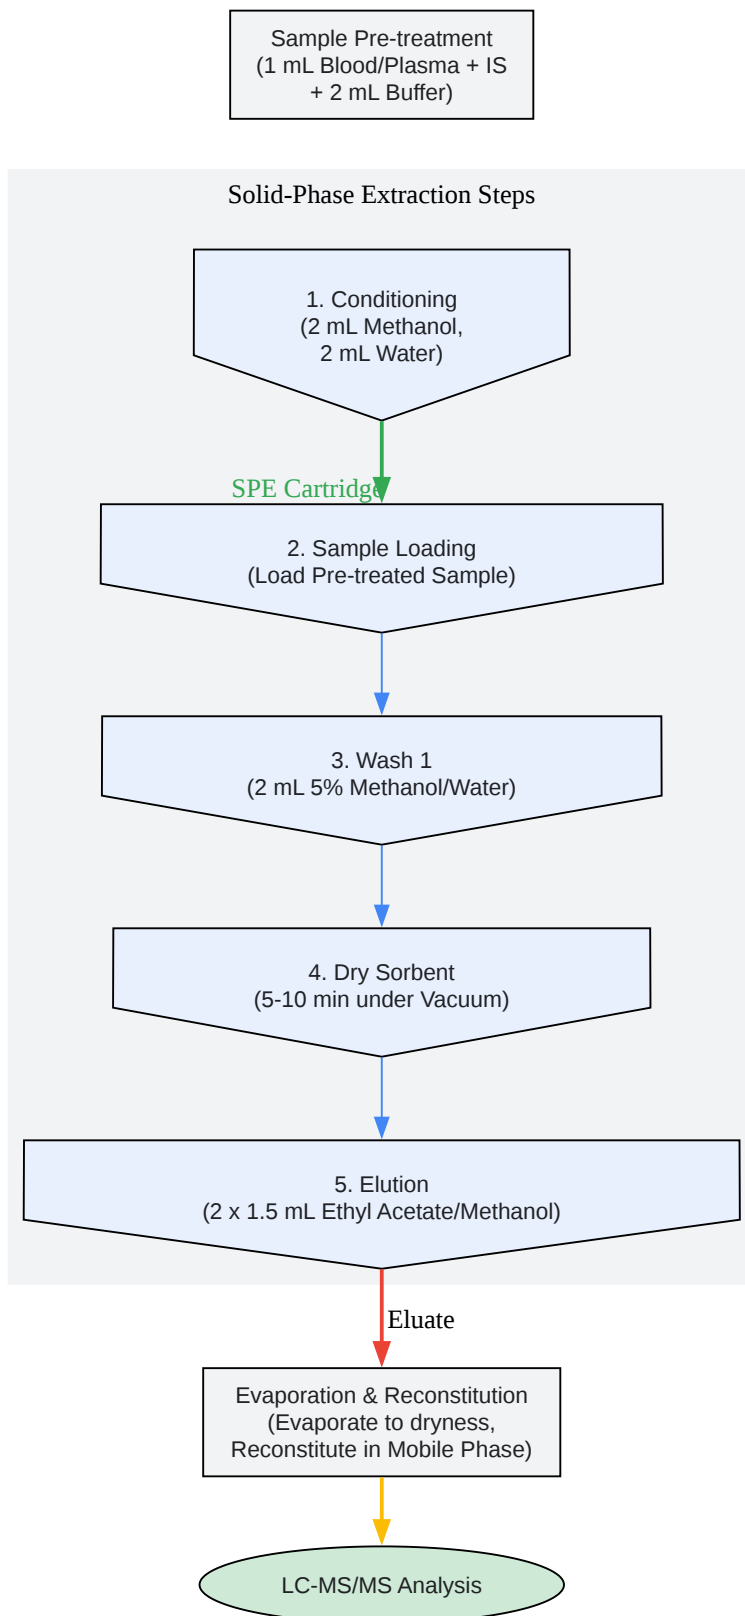 Sample Pre-treatment
(1 mL Blood/Plasma + IS
+ 2 mL Buffer)
Solid-Phase Extraction Steps
1. Conditioning
(2 mL Methanol,
2 mL Water)
SPE Cartridge
2. Sample Loading
(Load Pre-treated Sample)
3. Wash 1
(2 mL 5% Methanol/Water)
4. Dry Sorbent
(5-10 min under Vacuum)
5. Elution
(2 x 1.5 mL Ethyl Acetate/Methanol)
Eluate
Evaporation & Reconstitution
(Evaporate to dryness,
Reconstitute in Mobile Phase)
LC-MS/MS Analysis